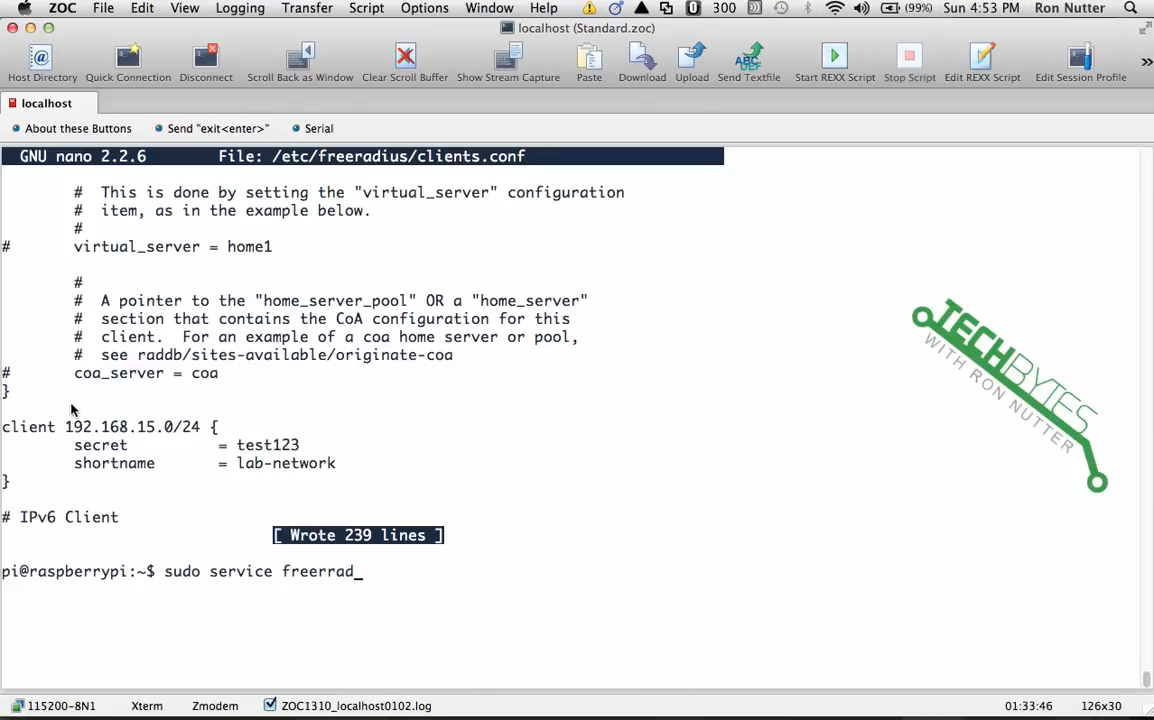 ZOC File Edit View Logging Transfer Script Options Window Help 300 (99%) Sun 4:53 PM Ron Nutter
localhost (Standard.zoc)
Host Directory Quick Connection Disconnect Scroll Back as Window Clear Scroll Buffer Show Stream Capture Paste Download Upload Send Textfile Start REXX Script Stop Script Edit REXX Script Edit Session Profile
localhost
About these Buttons Send "exit<enter>" Serial
GNU nano 2.2.6 File: /etc/freeradius/clients.conf
# This is done by setting the "virtual_server" configuration
# item, as in the example below.
#
# virtual_server = home1
#
# A pointer to the "home_server_pool" OR a "home_server"
# section that contains the CoA configuration for this
# client. For an example of a coa home server or pool,
# see raddb/sites-available/originate-coa
# coa_server = coa
}
client 192.168.15.0/24 {
secret = test123
shortname = lab-network
}
# IPv6 Client
[ Wrote 239 lines ]
pi@raspberrypi:~$ sudo service freerrad_
TECHBYTES
WITH RON NUTTER
115200-8N1 Xterm Zmodem ZOC1310_localhost0102.log 01:33:46 126x30